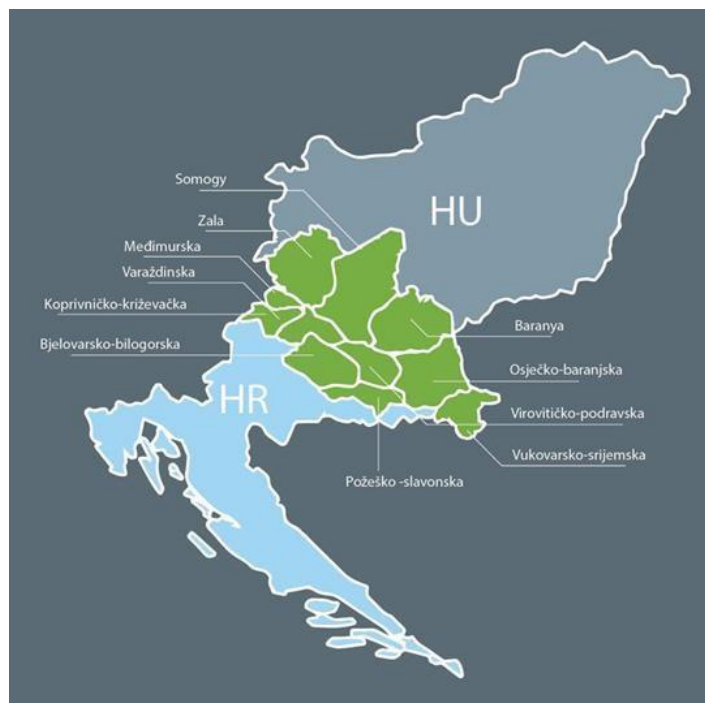 Somogy
HU
Zala
Međimurska
Varaždinska
Koprivničko-križevačka
Baranya
Bjelovarsko-bilogorska
Osječko-baranjska
HR
Virovitičko-podravska
Vukovarsko-srijemska
Požeško -slavonska